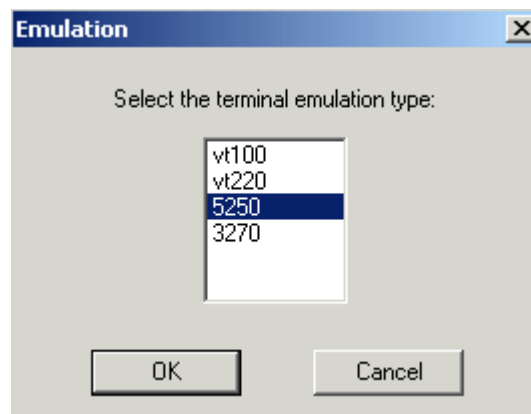 Emulation
Select the terminal emulation type:
vt100
vt220
5250
3270
OK
Cancel